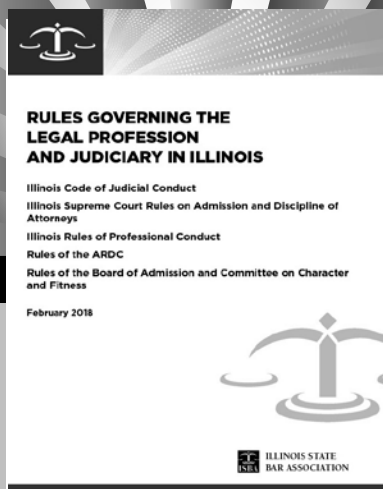 RULES GOVERNING THE
LEGAL PROFESSION
AND JUDICIARY IN ILLINOIS
Illinois Code of Judicial Conduct
Illinois Supreme Court Rules on Admission and Discipline of
Attorneys
Illinois Rules of Professional Conduct
Rules of the ARDC
Rules of the Board of Admission and Committee on Character
and Fitness
February 2018
ISBA
ILLINOIS STATE
BAR ASSOCIATION